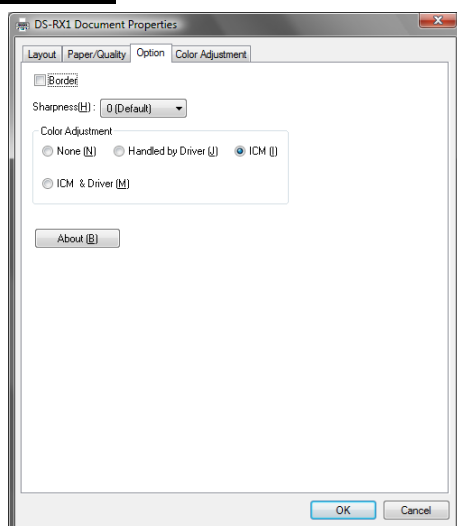 DS-RX1 Document Properties
Layout Paper/Quality Option Color Adjustment
Border
Sharpness(H) : 0 (Default)
Color Adjustment
None (N) Handled by Driver (J) ICM (I)
ICM & Driver (M)
About (B)
OK Cancel